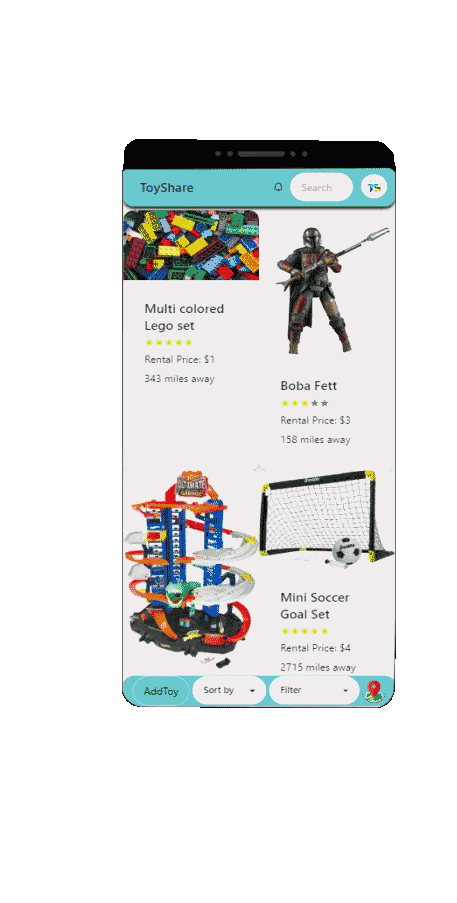 ToyShare
Search
TS
Multi colored
Lego set
Rental Price: $1
343 miles away
Boba Fett
Rental Price: $3
158 miles away
ULTIMATE
GARAGE
Mini Soccer
Goal Set
Rental Price: $4
2715 miles away
AddToy
Sort by
Filter